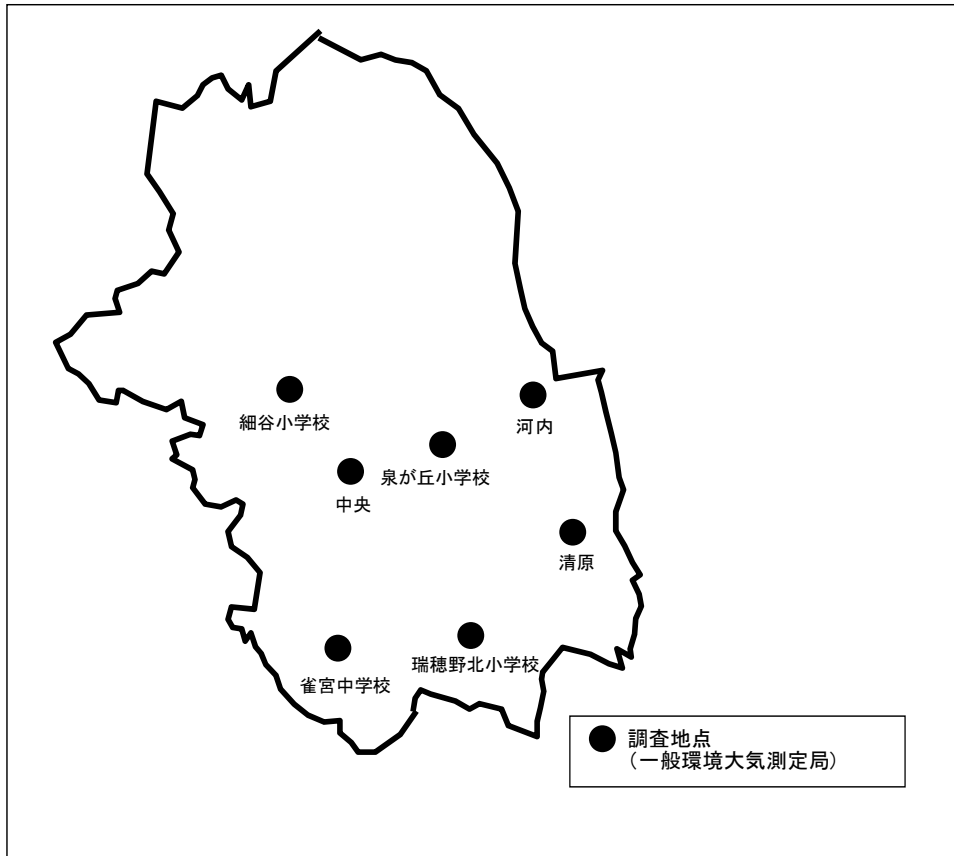 細谷小学校
河内
泉が丘小学校
中央
清原
瑞穂野北小学校
雀宮中学校
調査地点
（一般環境大気測定局）